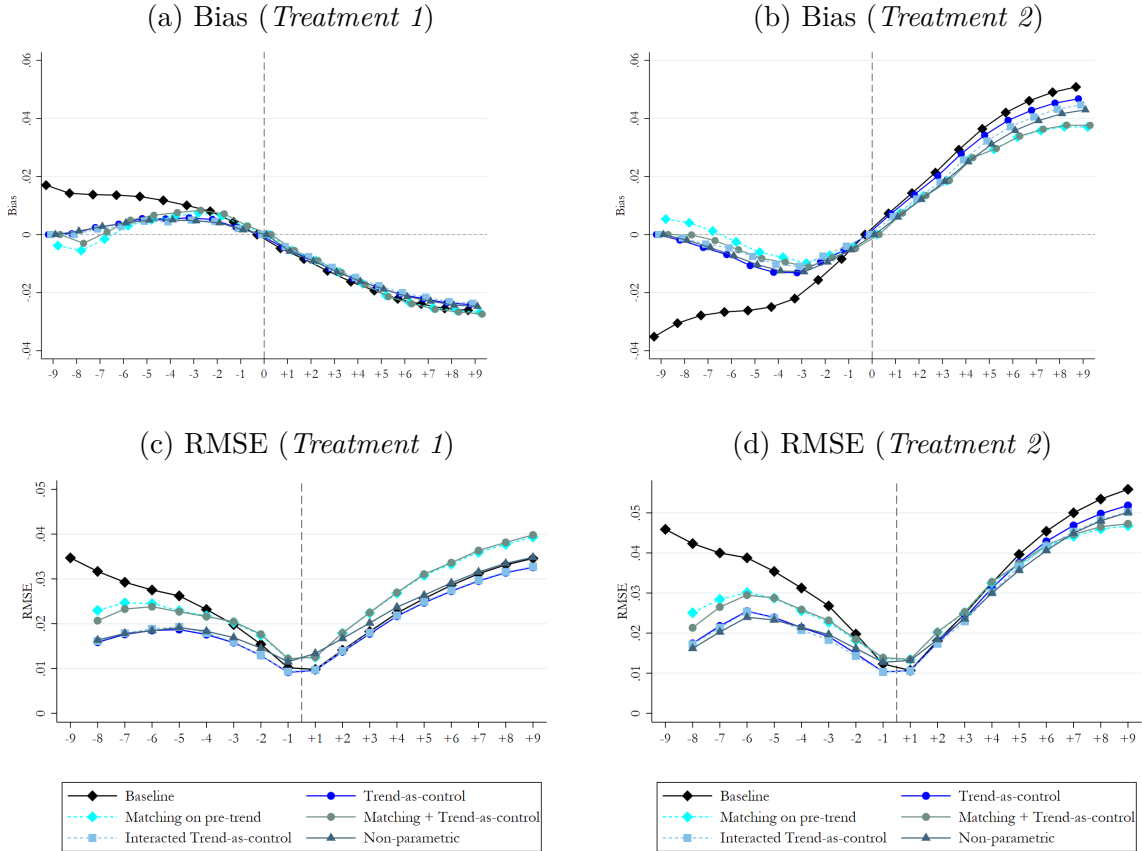 (a) Bias (Treatment 1)
(b) Bias (Treatment 2)
.06
.04
.02
0
-.02
-.04
Bias
-9 -8 -7 -6 -5 -4 -3 -2 -1 0 +1 +2 +3 +4 +5 +6 +7 +8 +9
.06
.04
.02
0
-.02
-.04
Bias
-9 -8 -7 -6 -5 -4 -3 -2 -1 0 +1 +2 +3 +4 +5 +6 +7 +8 +9
(c) RMSE (Treatment 1)
(d) RMSE (Treatment 2)
.05
.04
.03
.02
.01
0
RMSE
-9 -8 -7 -6 -5 -4 -3 -2 -1 +1 +2 +3 +4 +5 +6 +7 +8 +9
.05
.04
.03
.02
.01
0
RMSE
-9 -8 -7 -6 -5 -4 -3 -2 -1 +1 +2 +3 +4 +5 +6 +7 +8 +9
Baseline
Trend-as-control
Matching on pre-trend
Matching + Trend-as-control
Interacted Trend-as-control
Non-parametric
Baseline
Trend-as-control
Matching on pre-trend
Matching + Trend-as-control
Interacted Trend-as-control
Non-parametric